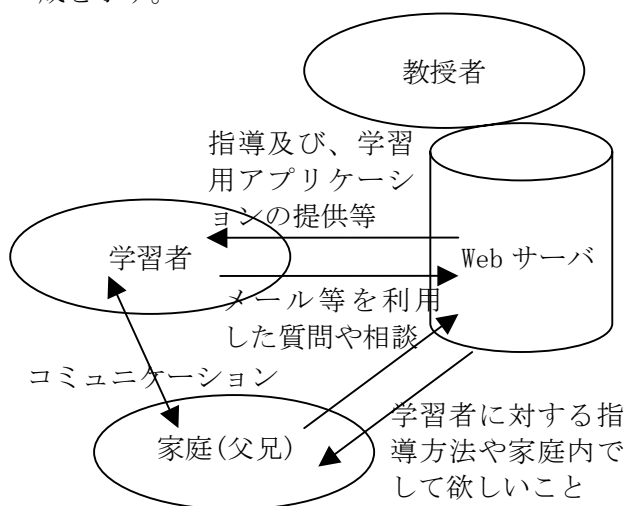 教授者
指導及び、学習
用アプリケーシ
ョンの提供等
学習者
Web サーバ
メール等を利用
した質問や相談
コミュニケーション
家庭(父兄)
学習者に対する指
導方法や家庭内で
して欲しいこと